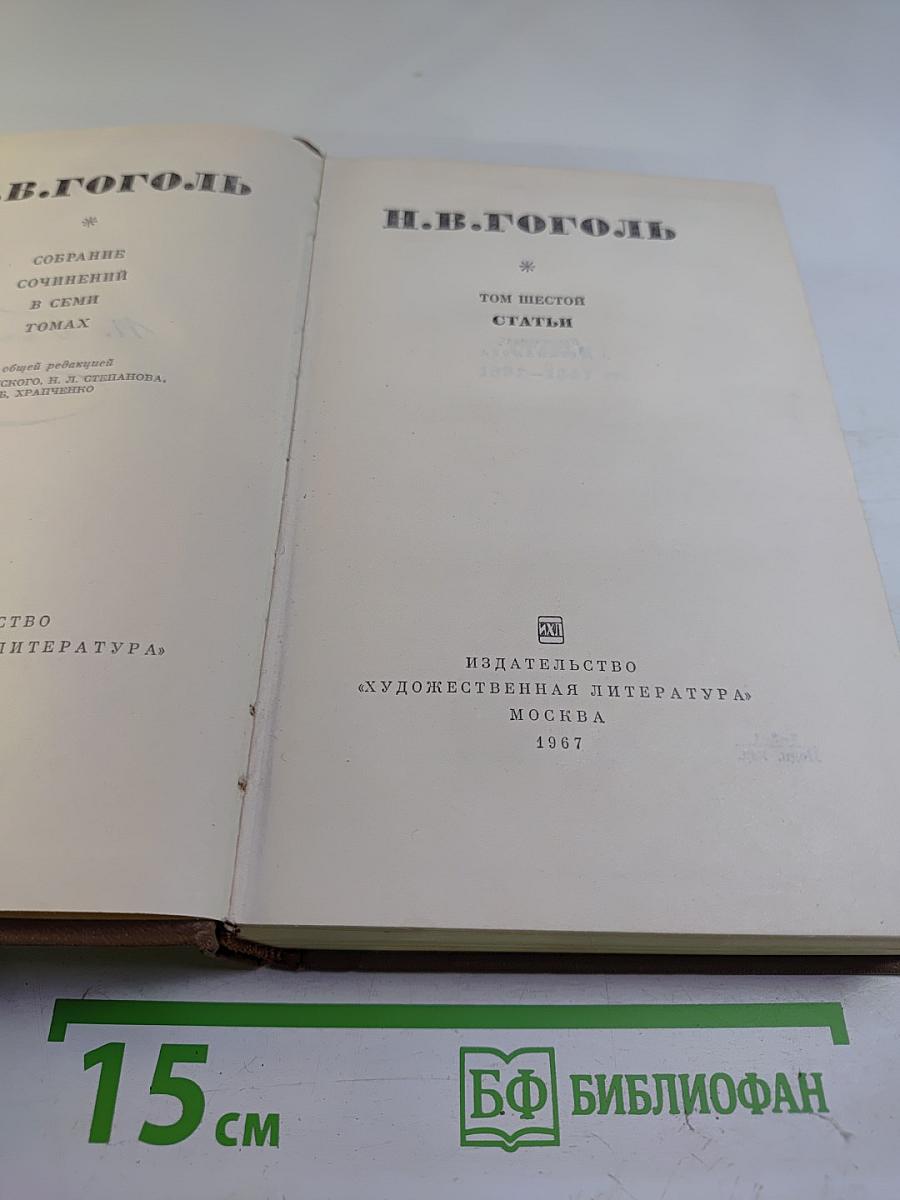 .В.ГОГОЛЬ
*
СОБРАНИЕ
СОЧИНЕНИЙ
В СЕМИ
ТОМАХ
общей редакцией
СКОГО, Н. Л. СТЕПАНОВА,
Б. ХРАПЧЕНКО
СТВО
ЛИТЕРАТУРА»
Н.В.ГОГОЛЬ
*
ТОМ ШЕСТОЙ
СТАТЬИ
ИХЛ
ИЗДАТЕЛЬСТВО
«ХУДОЖЕСТВЕННАЯ ЛИТЕРАТУРА»
МОСКВА
1967
15 СМ
БФ БИБЛИОФАН